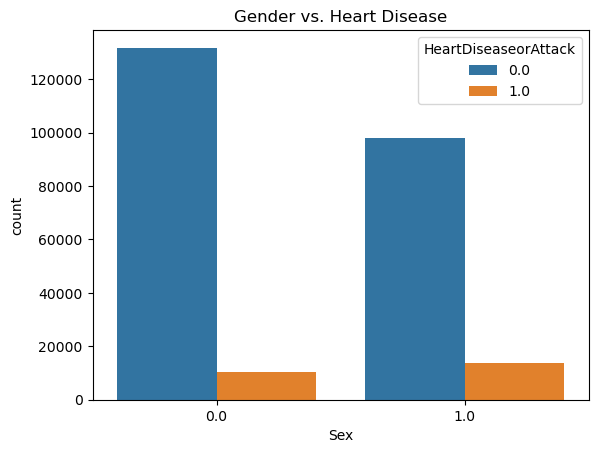 Gender vs. Heart Disease
HeartDiseaseorAttack
0.0
1.0
120000
100000
80000
60000
40000
20000
0
count
0.0 1.0
Sex